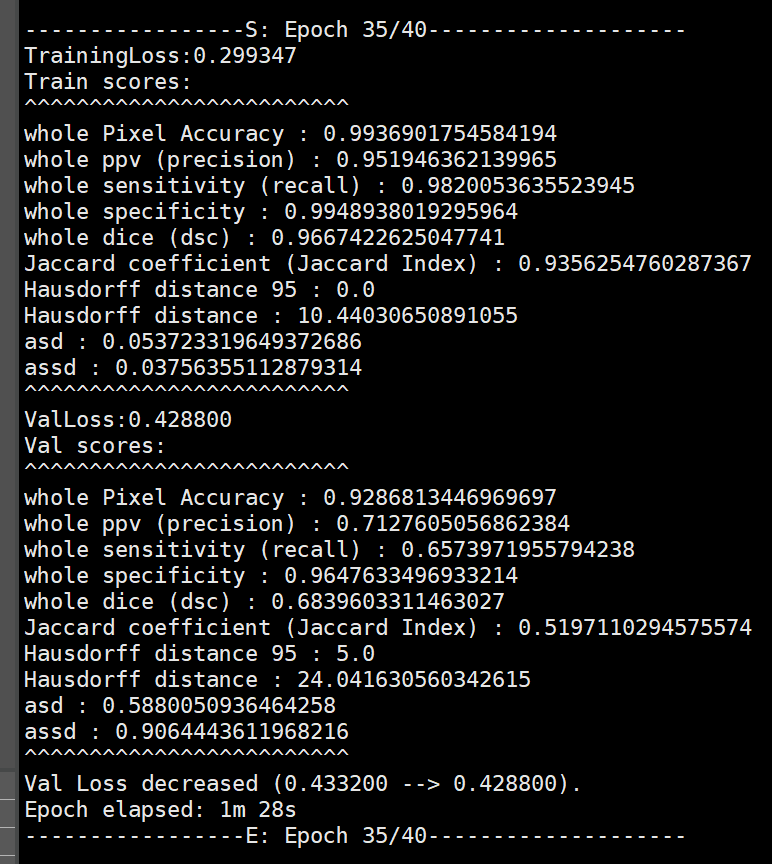 -----------------S: Epoch 35/40--------------------
TrainingLoss:0.299347
Train scores:
^^^^^^^^^^^^^^^^^^^^^^^^^
whole Pixel Accuracy : 0.9936901754584194
whole ppv (precision) : 0.951946362139965
whole sensitivity (recall) : 0.9820053635523945
whole specificity : 0.9948938019295964
whole dice (dsc) : 0.9667422625047741
Jaccard coefficient (Jaccard Index) : 0.9356254760287367
Hausdorff distance 95 : 0.0
Hausdorff distance : 10.44030650891055
asd : 0.053723319649372686
assd : 0.03756355112879314
^^^^^^^^^^^^^^^^^^^^^^^^^
ValLoss:0.428800
Val scores:
^^^^^^^^^^^^^^^^^^^^^^^^^
whole Pixel Accuracy : 0.9286813446969697
whole ppv (precision) : 0.7127605056862384
whole sensitivity (recall) : 0.6573971955794238
whole specificity : 0.9647633496933214
whole dice (dsc) : 0.6839603311463027
Jaccard coefficient (Jaccard Index) : 0.5197110294575574
Hausdorff distance 95 : 5.0
Hausdorff distance : 24.041630560342615
asd : 0.5880050936464258
assd : 0.9064443611968216
^^^^^^^^^^^^^^^^^^^^^^^^^
Val Loss decreased (0.433200 --> 0.428800).
Epoch elapsed: 1m 28s
-----------------E: Epoch 35/40--------------------